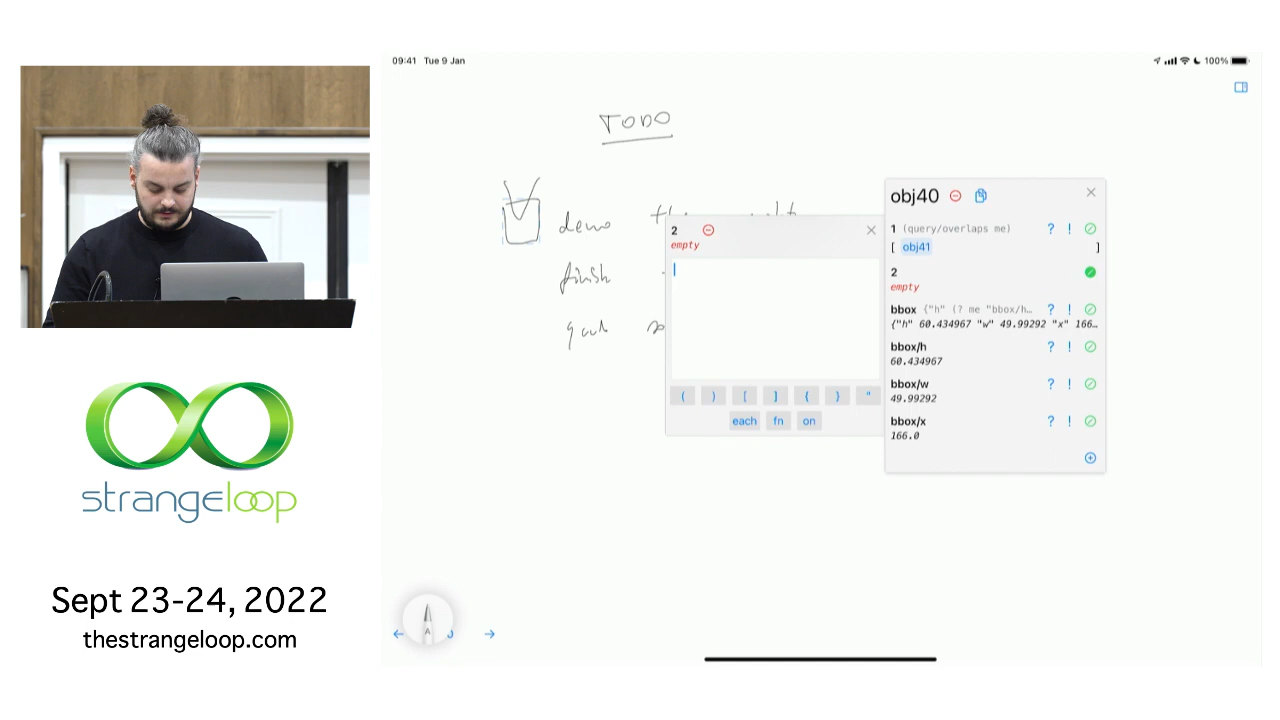 09:41 Tue 9 Jan
100%
TODO
demo
finish
2
empty
( ) [ ] { } "
each fn on
obj40
1 (query/overlaps me) ? !
[ obj41 ]
2
empty
bbox {"h" (? me "bbox/h… ? !
{"h" 60.434967 "w" 49.99292 "x" 166…
bbox/h ? !
60.434967
bbox/w ? !
49.99292
bbox/x ? !
166.0
strangeloop
Sept 23-24, 2022
thestrangeloop.com
A